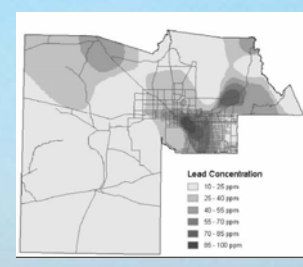 Lead Concentration
10 - 25 ppm
25 - 40 ppm
40 - 55 ppm
55 - 70 ppm
70 - 85 ppm
85 - 100 ppm